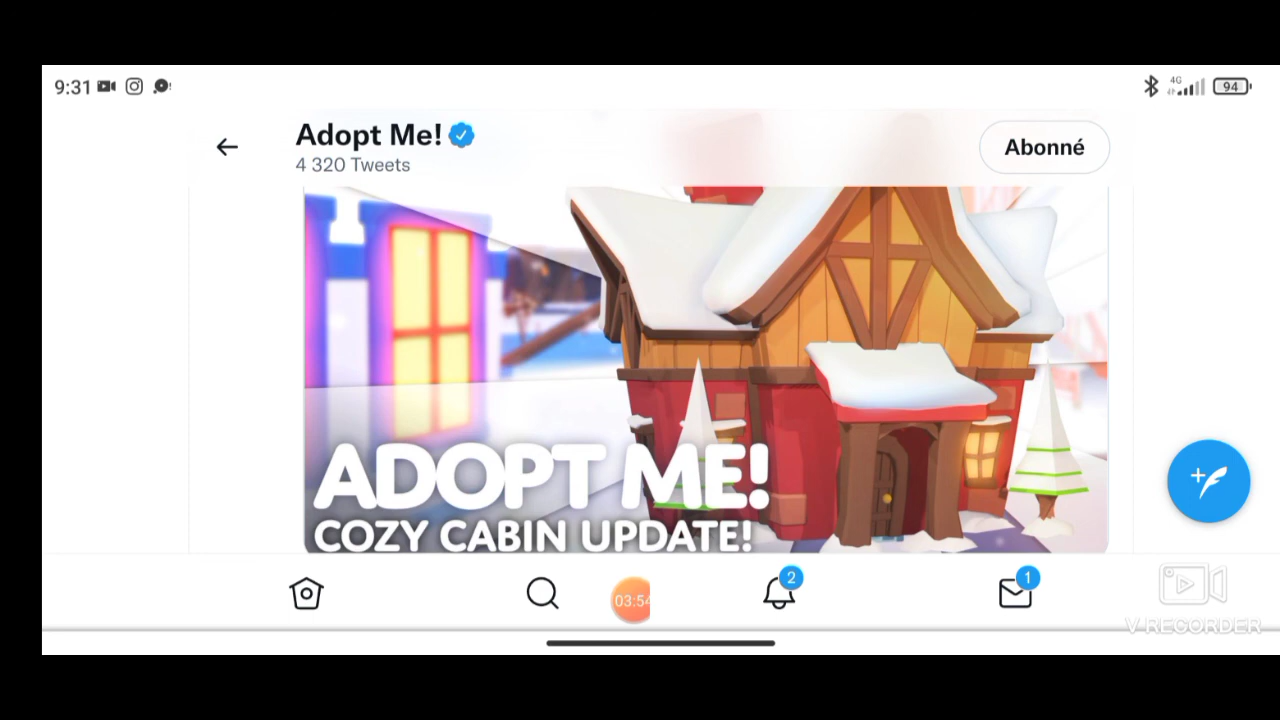 9:31
4G
94
Adopt Me!
4 320 Tweets
Abonné
ADOPT ME!
COZY CABIN UPDATE!
03:54
2
1
V RECORDER